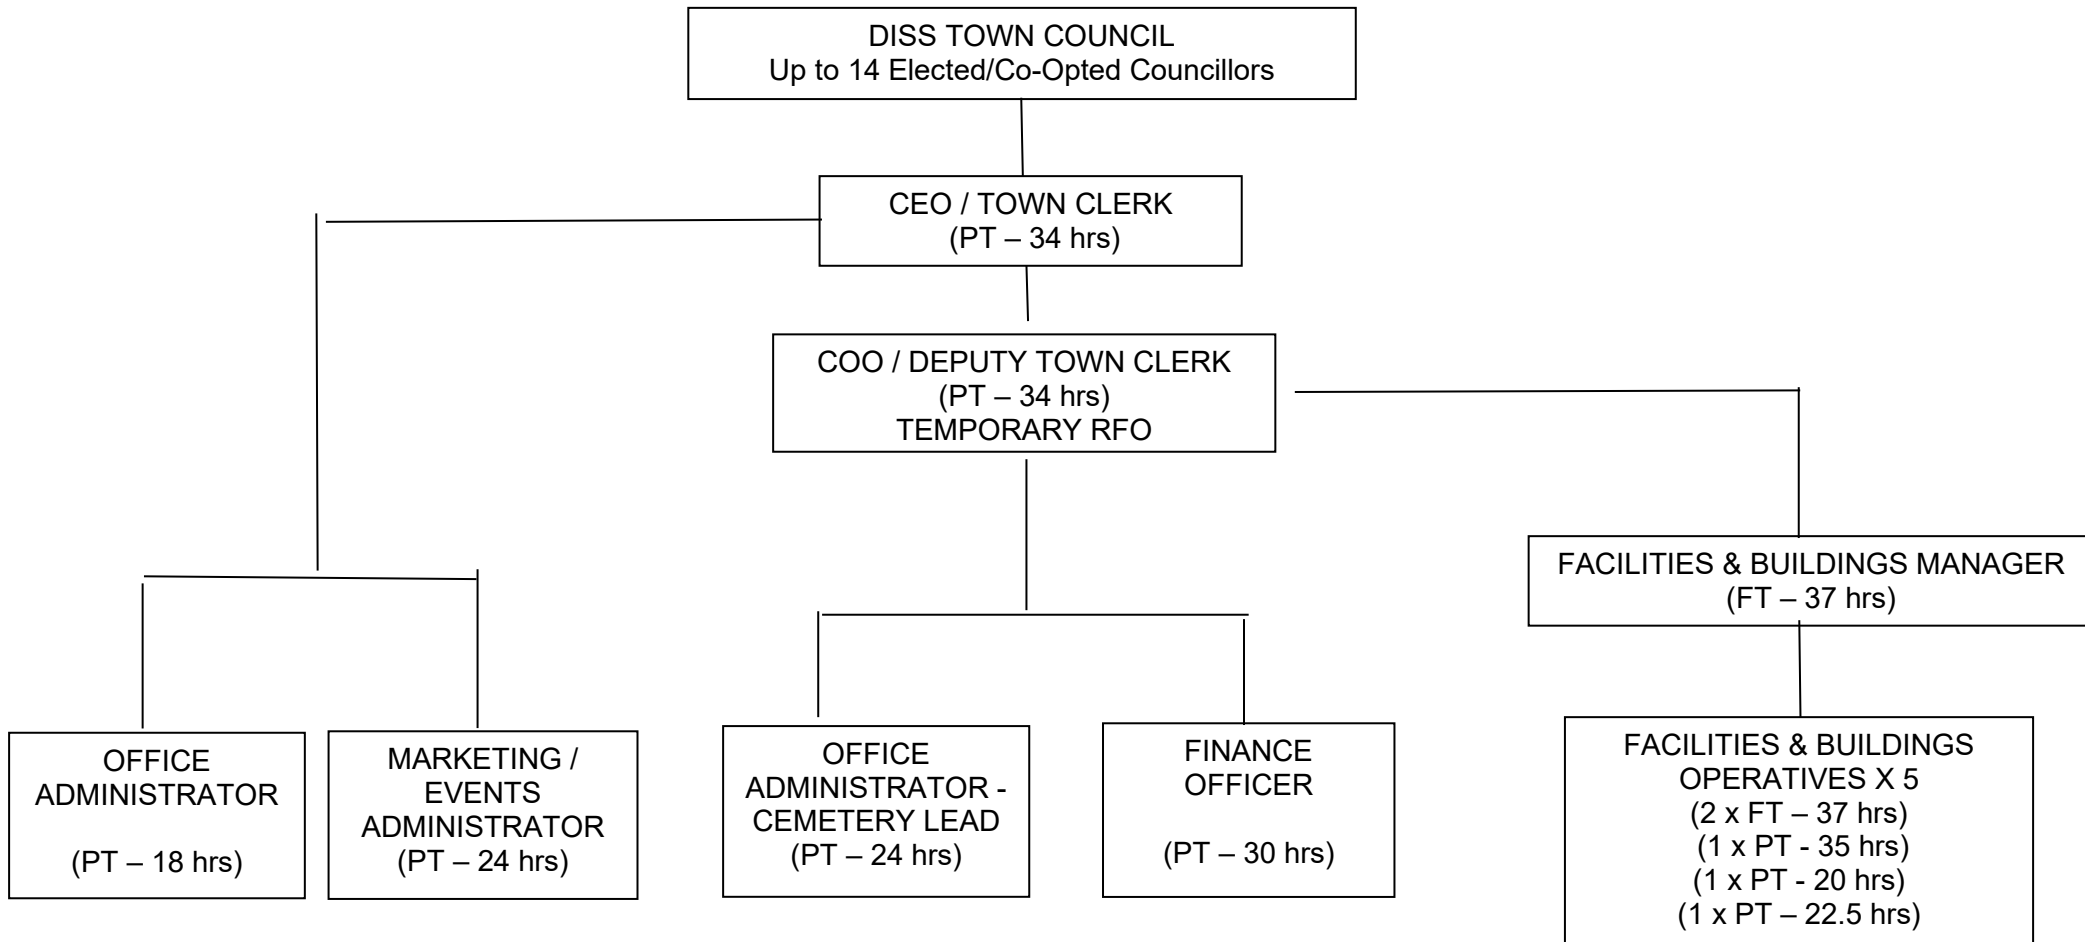 DISS TOWN COUNCIL
Up to 14 Elected/Co-Opted Councillors
CEO / TOWN CLERK
(PT – 34 hrs)
COO / DEPUTY TOWN CLERK
(PT – 34 hrs)
TEMPORARY RFO
FACILITIES & BUILDINGS MANAGER
(FT – 37 hrs)
OFFICE
ADMINISTRATOR
(PT – 18 hrs)
MARKETING /
EVENTS
ADMINISTRATOR
(PT – 24 hrs)
OFFICE
ADMINISTRATOR -
CEMETERY LEAD
(PT – 24 hrs)
FINANCE
OFFICER
(PT – 30 hrs)
FACILITIES & BUILDINGS
OPERATIVES X 5
(2 x FT – 37 hrs)
(1 x PT - 35 hrs)
(1 x PT - 20 hrs)
(1 x PT – 22.5 hrs)